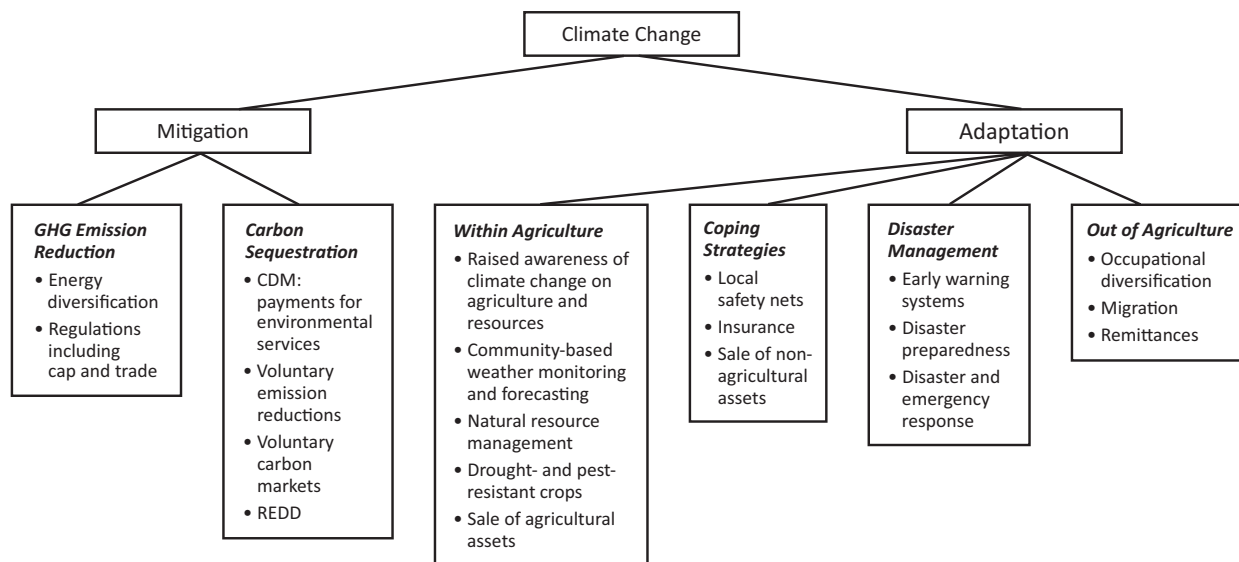 Climate Change
Mitigation
Adaptation
GHG Emission
Reduction
• Energy
diversification
• Regulations
including
cap and trade
Carbon
Sequestration
• CDM:
payments for
environmental
services
• Voluntary
emission
reductions
• Voluntary
carbon
markets
• REDD
Within Agriculture
• Raised awareness of
climate change on
agriculture and
resources
• Community-based
weather monitoring
and forecasting
• Natural resource
management
• Drought- and pest-
resistant crops
• Sale of agricultural
assets
Coping
Strategies
• Local
safety nets
• Insurance
• Sale of non-
agricultural
assets
Disaster
Management
• Early warning
systems
• Disaster
preparedness
• Disaster and
emergency
response
Out of Agriculture
• Occupational
diversification
• Migration
• Remittances